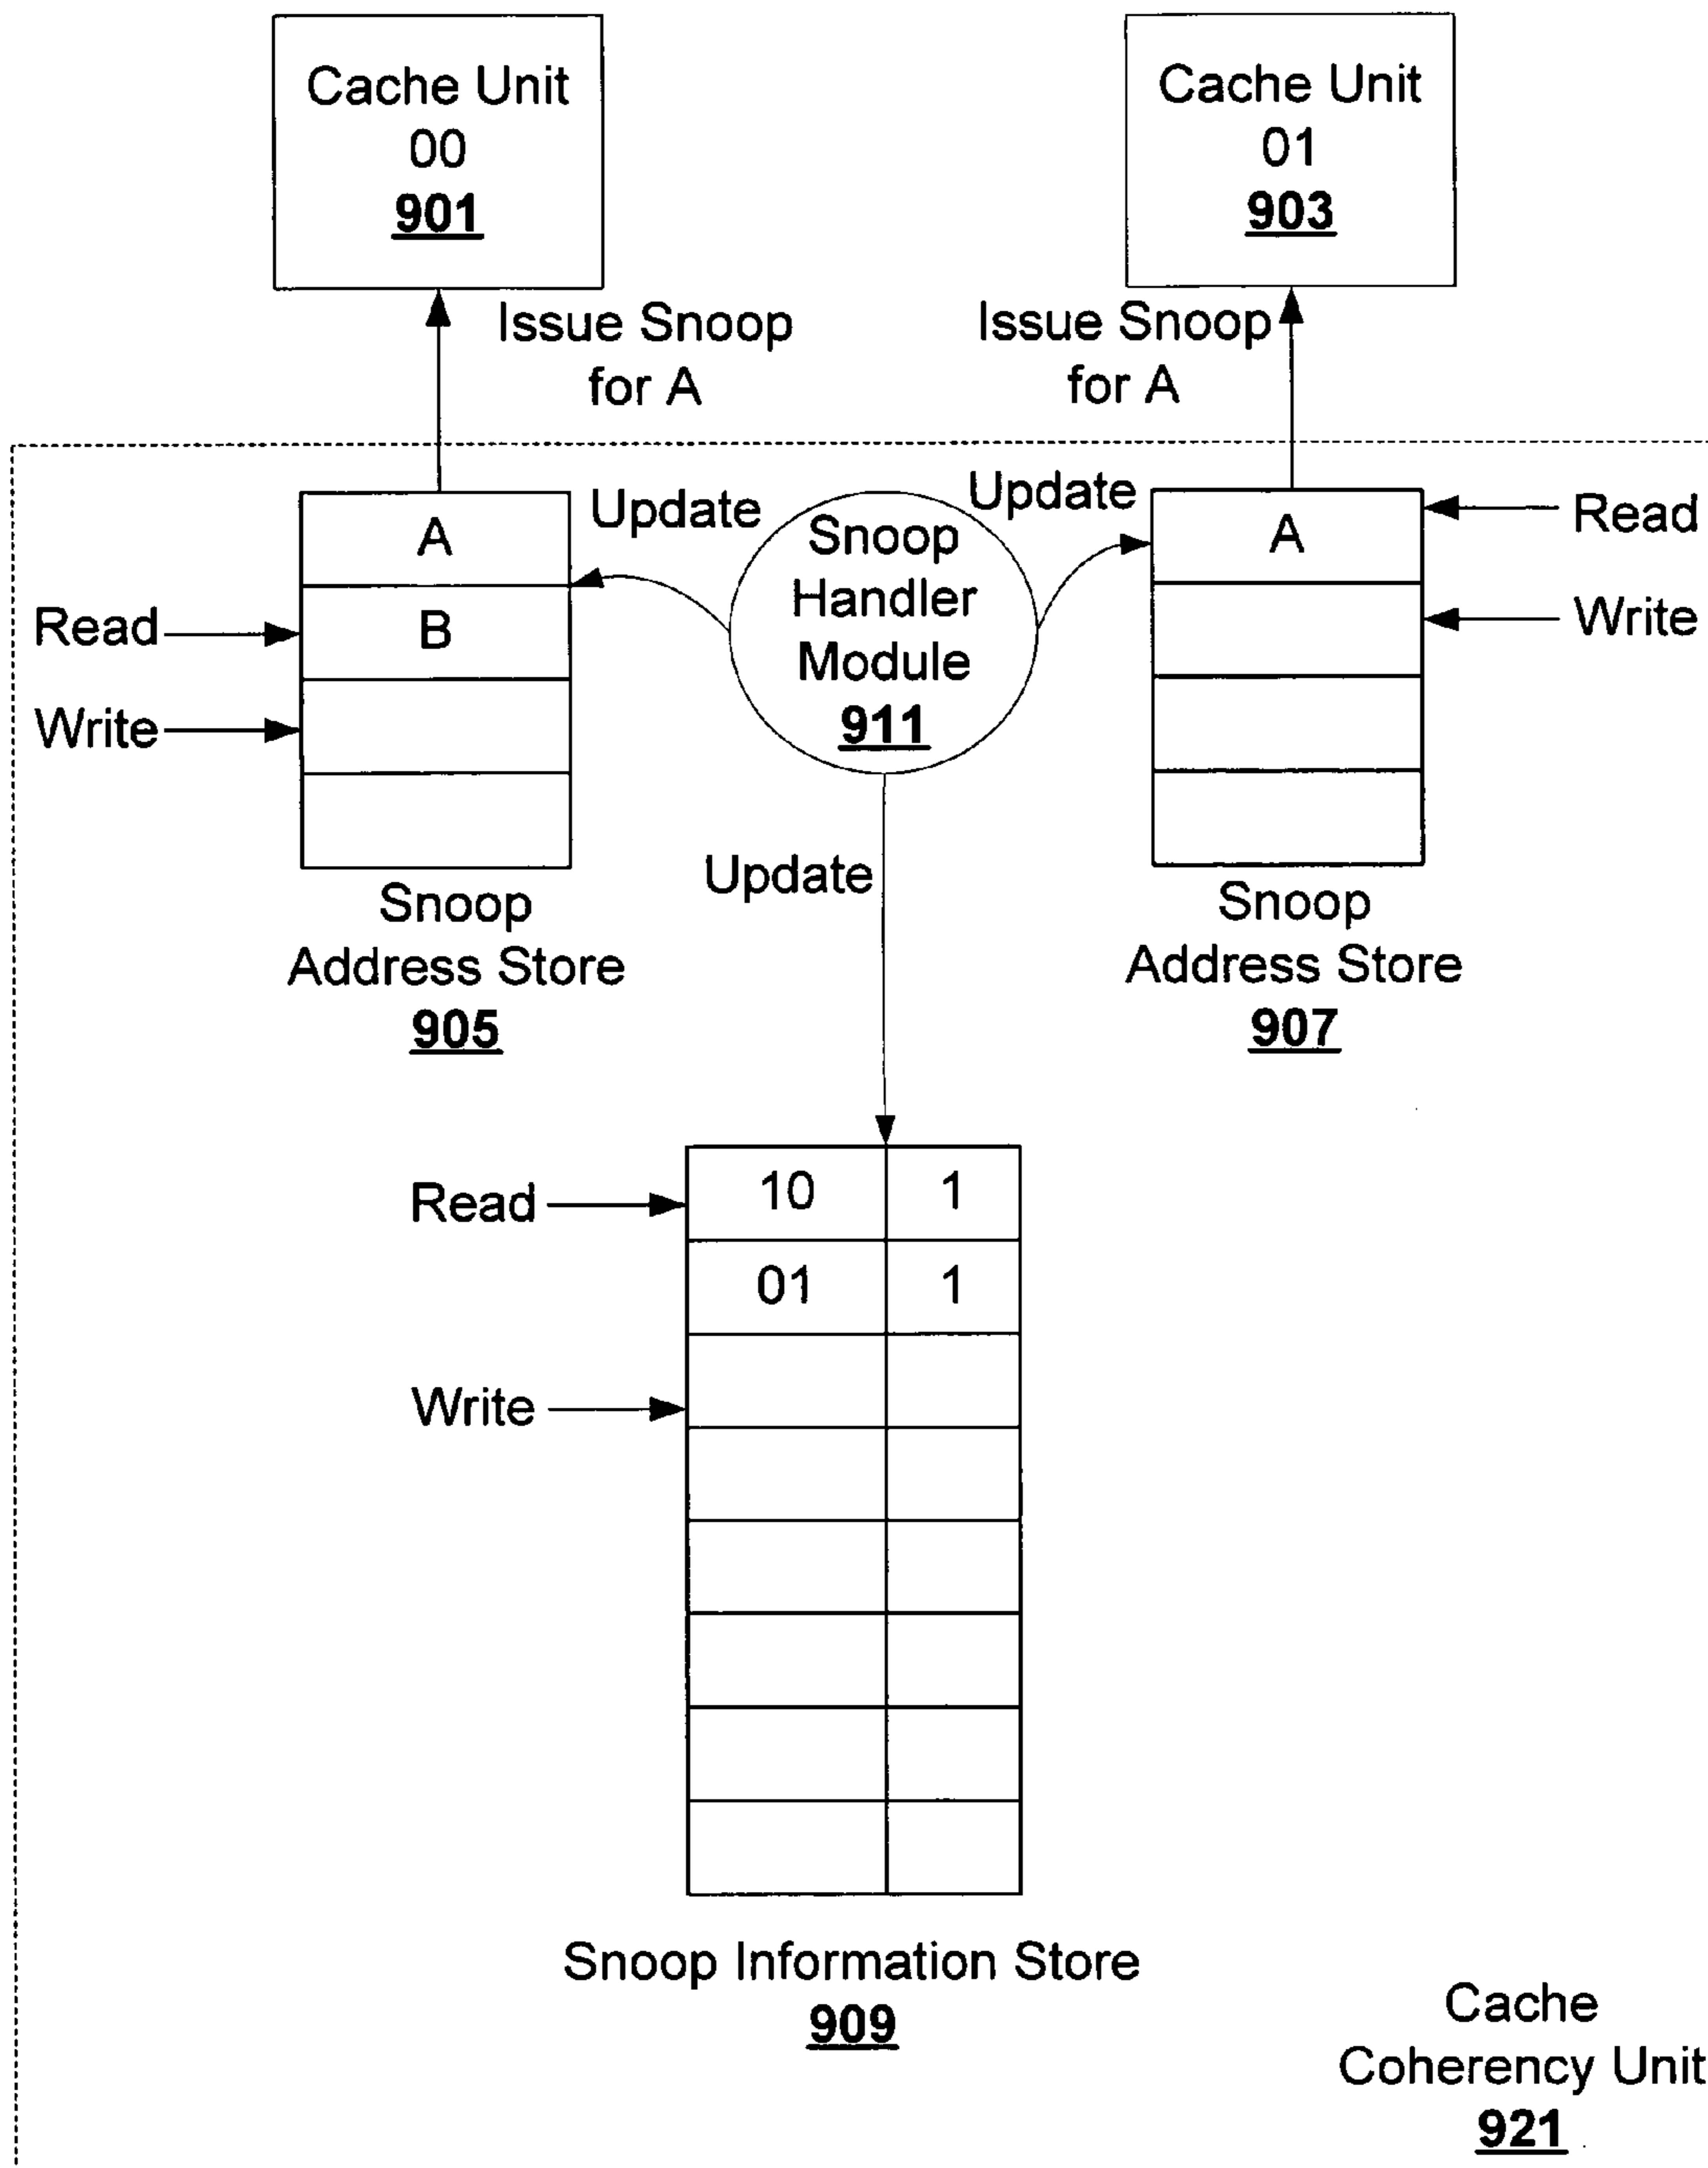 Cache Unit
00
901
Cache Unit
01
903
Issue Snoop
for A
Issue Snoop
for A
A
B
Read
Write
Update
Snoop
Handler
Module
911
Update
A
Read
Write
Snoop
Address Store
905
Update
Snoop
Address Store
907
Read
10 1
01 1
Write
Snoop Information Store
909
Cache
Coherency Unit
921